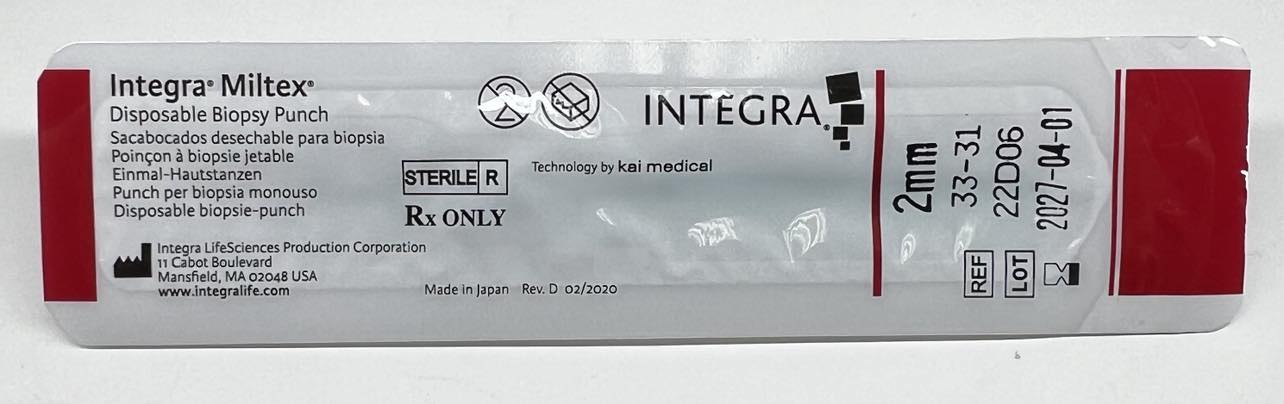 Integra® Miltex®
Disposable Biopsy Punch
Sacabocados desechable para biopsia
Poinçon à biopsie jetable
Einmal-Hautstanzen
Punch per biopsia monouso
Disposable biopsie-punch
Integra LifeSciences Production Corporation
11 Cabot Boulevard
Mansfield, MA 02048 USA
www.integralife.com
2
STERILE R
Rx ONLY
INTEGRA®
Technology by kai medical
Made in Japan Rev. D 02/2020
2mm
REF 33-31
LOT 22D06
2027-04-01